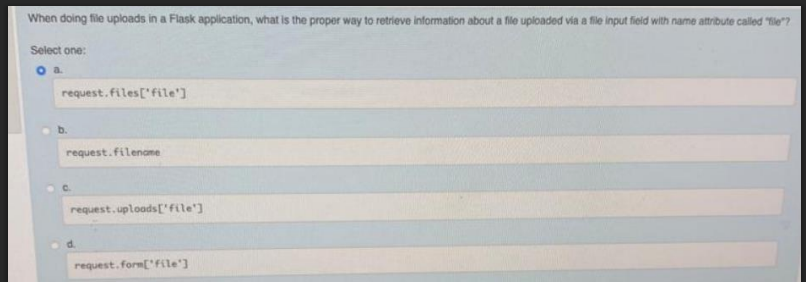 When doing file uploads in a Flask application, what is the proper way to retrieve information about a file uploaded via a file input field with name attribute called "file"?
Select one:
a.
request.files['file']
b.
request.filename
c.
request.uploads['file']
d.
request.form['file']